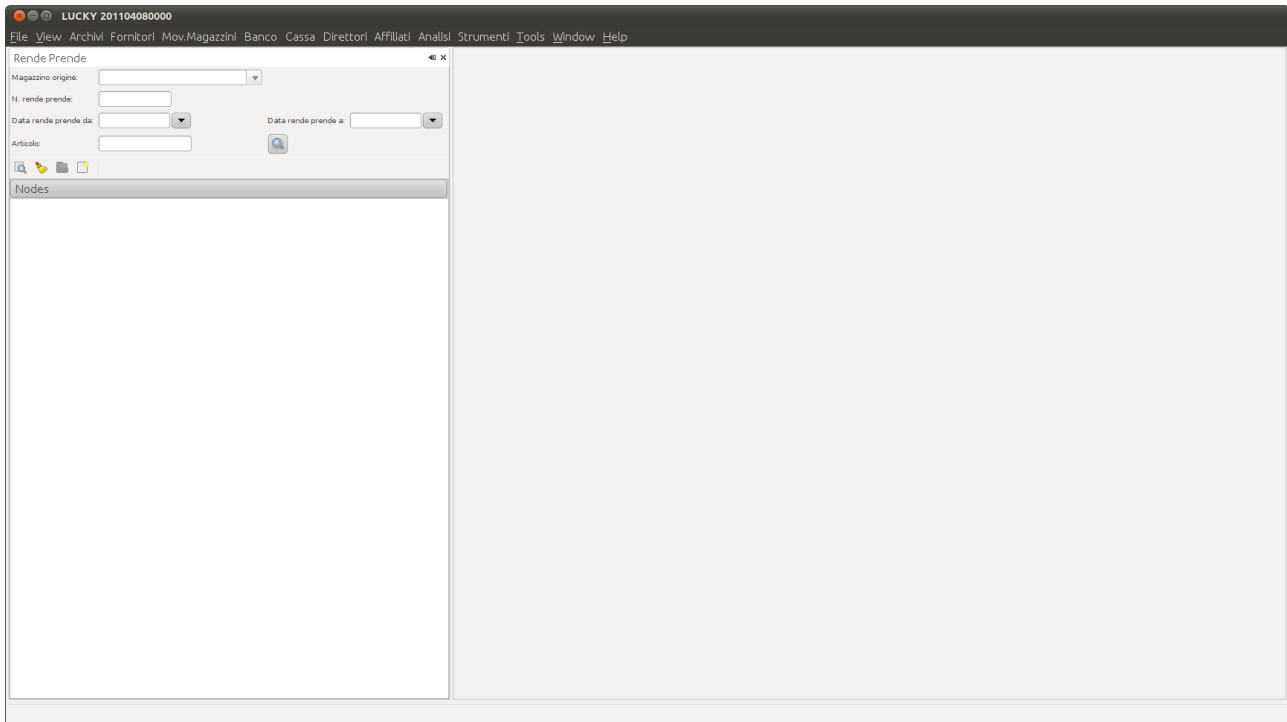 LUCKY 201104080000
File View Archivi Fornitori Mov.Magazzini Banco Cassa Direttori Affiliati Analisi Strumenti Tools Window Help
Rende Prende
Magazzino origine:
N. rende prende:
Data rende prende da: Data rende prende a:
Articolo:
Nodes